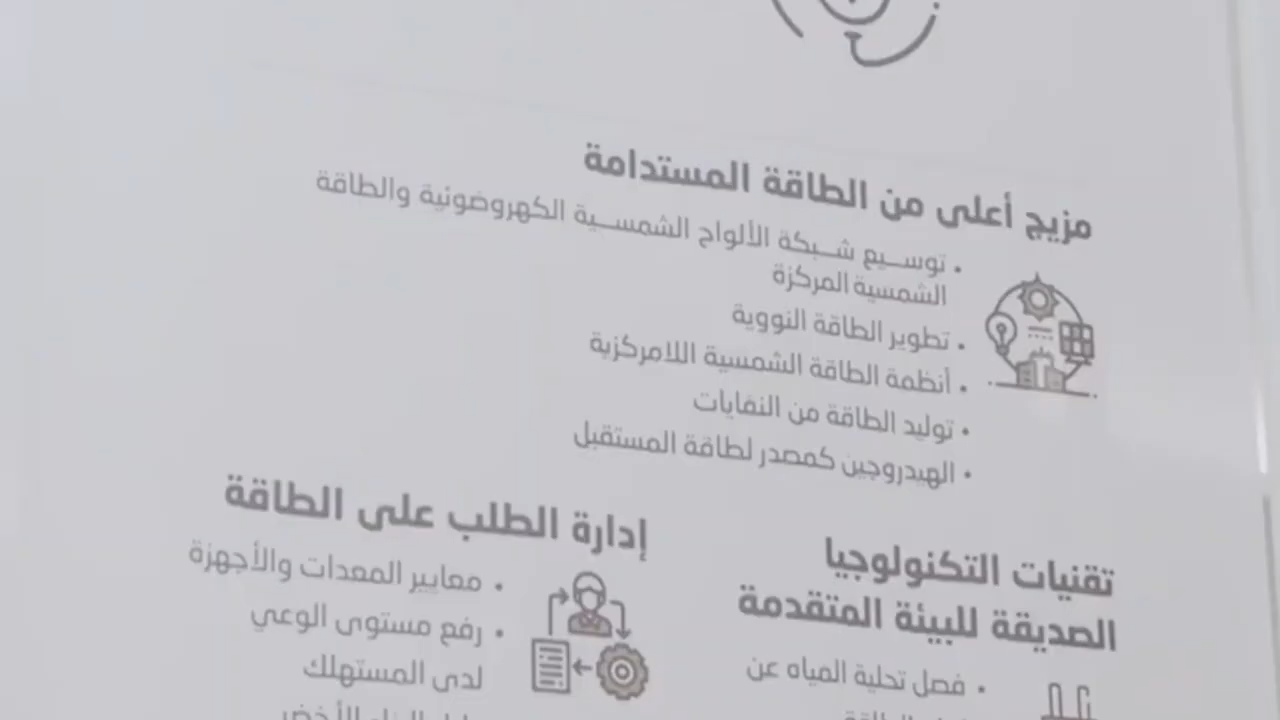 مزيج أعلى من الطاقة المستدامة
• توسيع شبكة الألواح الشمسية الكهروضوئية والطاقة
الشمسية المركزة
• تطوير الطاقة النووية
• أنظمة الطاقة الشمسية اللامركزية
• توليد الطاقة من النفايات
• الهيدروجين كمصدر لطاقة المستقبل
تقنيات التكنولوجيا
الصديقة للبيئة المتقدمة
• فصل تحلية المياه عن
إدارة الطلب على الطاقة
• معايير المعدات والأجهزة
• رفع مستوى الوعي
لدى المستهلك